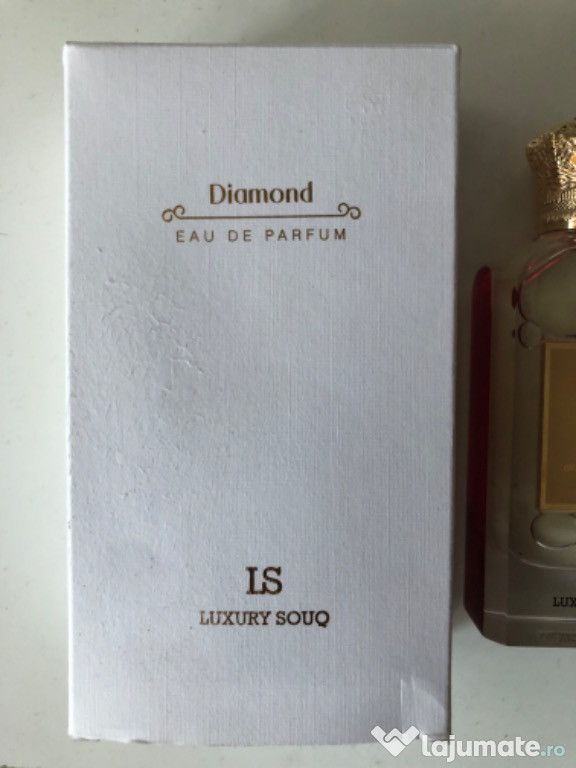 Diamond
EAU DE PARFUM
LS
LUXURY SOUQ
LUX
lajumate.ro